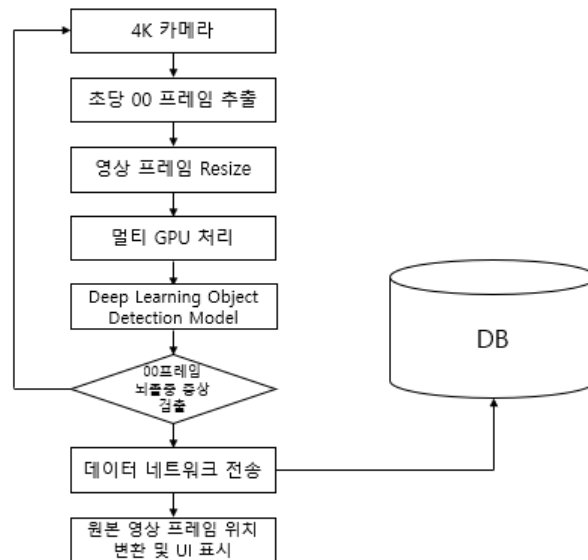 4K 카메라
초당 00 프레임 추출
영상 프레임 Resize
멀티 GPU 처리
Deep Learning Object
Detection Model
00프레임
뇌졸중 증상
검출
데이터 네트워크 전송
원본 영상 프레임 위치
변환 및 UI 표시
DB